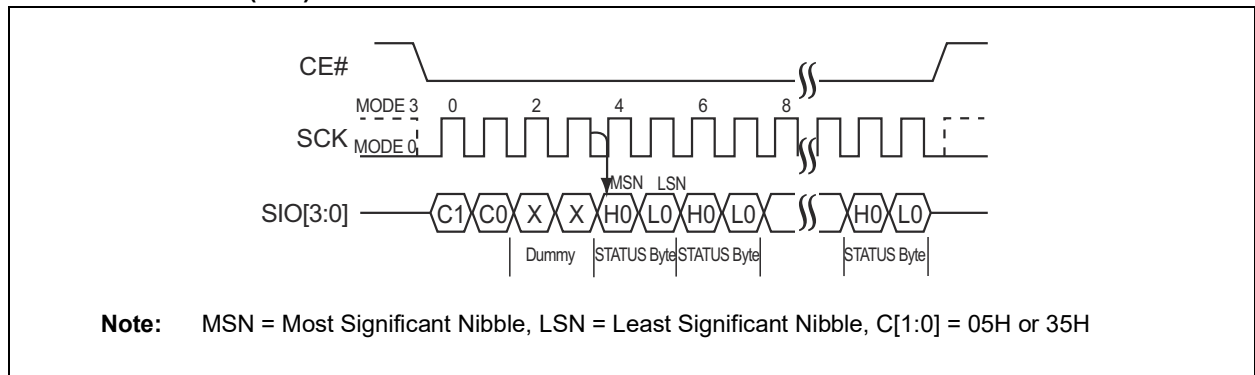 CE#
MODE 3 0 2 4 6 8
SCK
MODE 0
MSN LSN
SIO[3:0] C1 C0 X X H0 L0 H0 L0 H0 L0
Dummy STATUS Byte STATUS Byte STATUS Byte
Note: MSN = Most Significant Nibble, LSN = Least Significant Nibble, C[1:0] = 05H or 35H